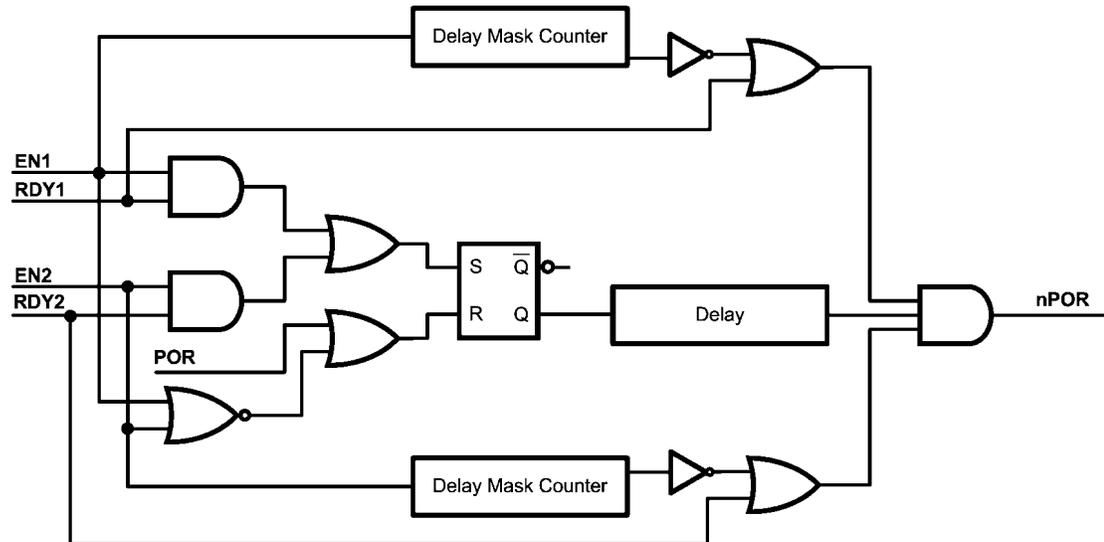 Delay Mask Counter
EN1
RDY1
EN2
RDY2
S Q̅
R Q
Delay
nPOR
POR
Delay Mask Counter